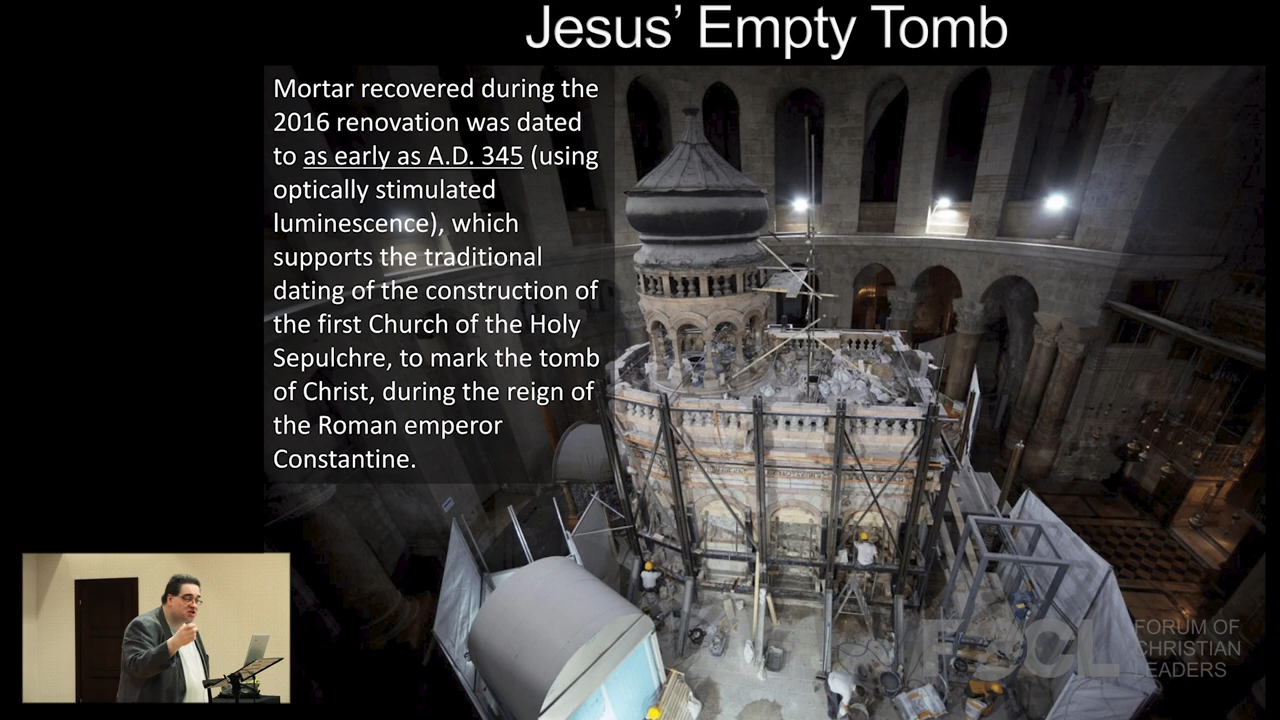 Jesus’ Empty Tomb
Mortar recovered during the
2016 renovation was dated
to as early as A.D. 345 (using
optically stimulated
luminescence), which
supports the traditional
dating of the construction of
the first Church of the Holy
Sepulchre, to mark the tomb
of Christ, during the reign of
the Roman emperor
Constantine.
FOCL
FORUM OF
CHRISTIAN
LEADERS